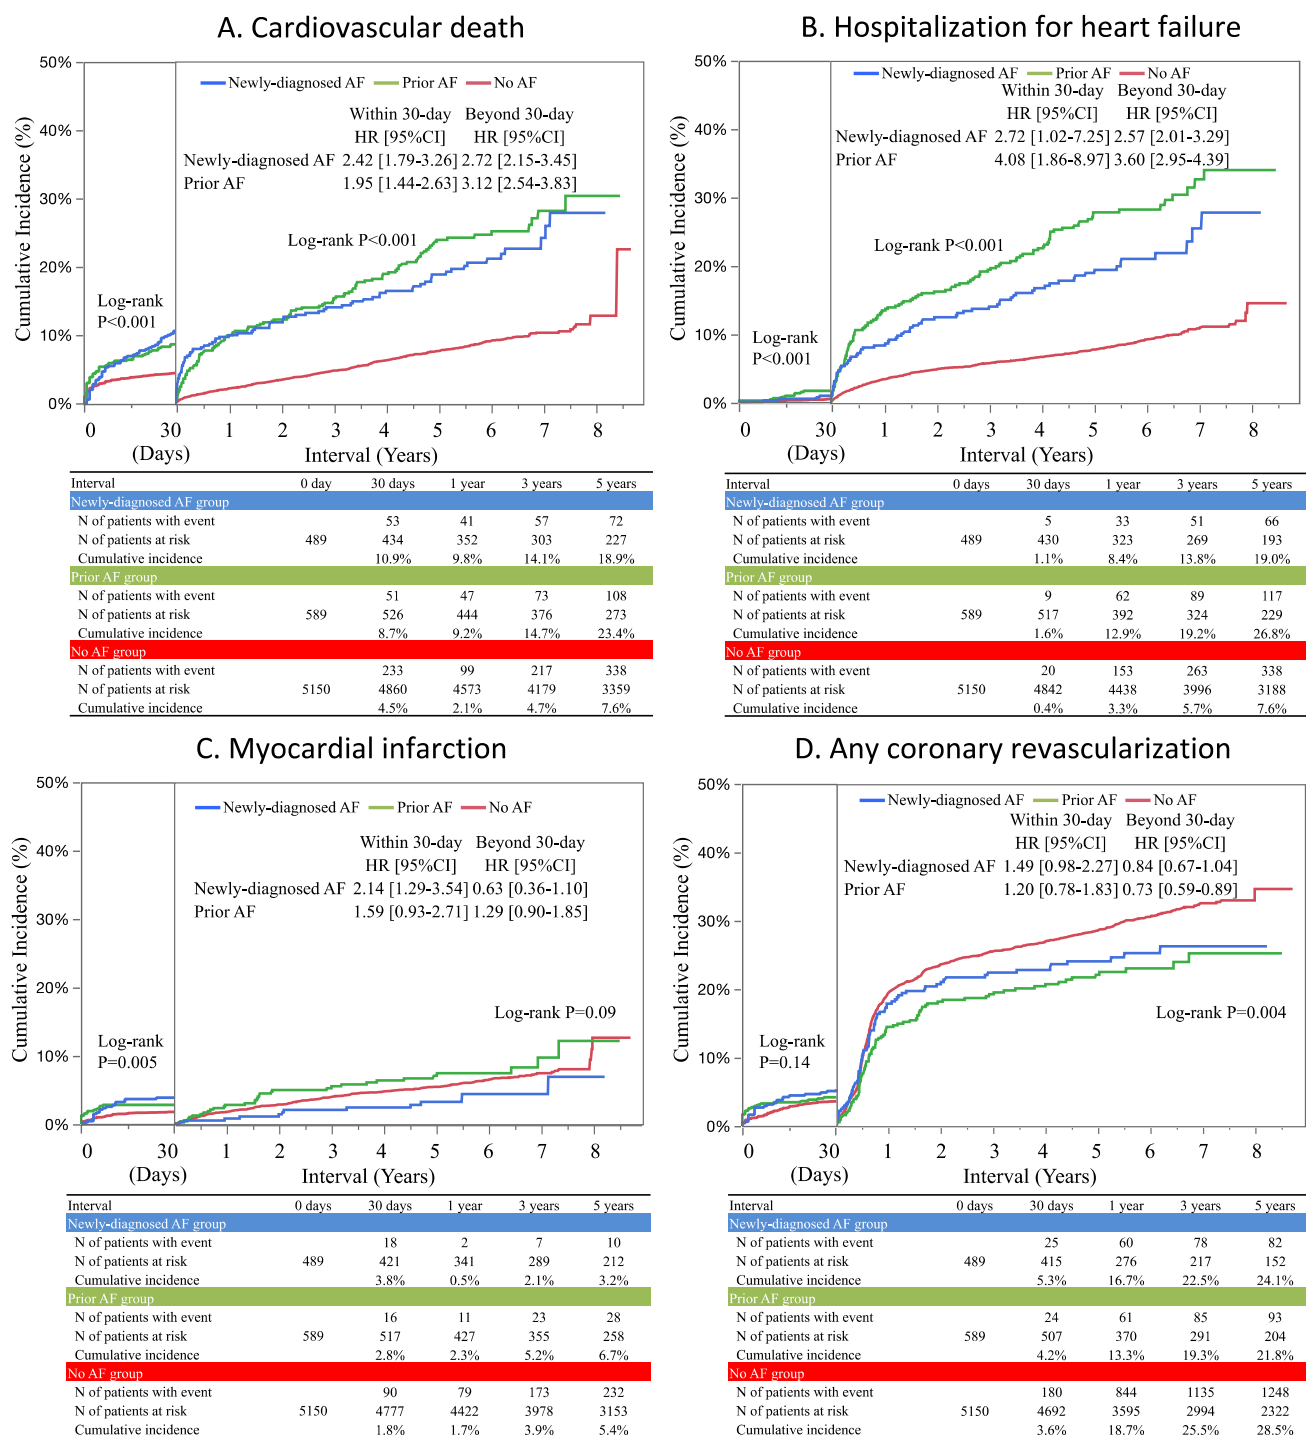 A. Cardiovascular death
50%
40%
30%
20%
10%
0%
Cumulative Incidence (%)
Newly-diagnosed AF Prior AF No AF
Within 30-day Beyond 30-day
HR [95%CI] HR [95%CI]
Newly-diagnosed AF 2.42 [1.79-3.26] 2.72 [2.15-3.45]
Prior AF 1.95 [1.44-2.63] 3.12 [2.54-3.83]
Log-rank P<0.001
Log-rank
P<0.001
0 30 1 2 3 4 5 6 7 8
(Days) Interval (Years)
Interval 0 day 30 days 1 year 3 years 5 years
Newly-diagnosed AF group
N of patients with event 53 41 57 72
N of patients at risk 489 434 352 303 227
Cumulative incidence 10.9% 9.8% 14.1% 18.9%
Prior AF group
N of patients with event 51 47 73 108
N of patients at risk 589 526 444 376 273
Cumulative incidence 8.7% 9.2% 14.7% 23.4%
No AF group
N of patients with event 233 99 217 338
N of patients at risk 5150 4860 4573 4179 3359
Cumulative incidence 4.5% 2.1% 4.7% 7.6%
B. Hospitalization for heart failure
50%
40%
30%
20%
10%
0%
Cumulative Incidence (%)
Newly-diagnosed AF Prior AF No AF
Within 30-day Beyond 30-day
HR [95%CI] HR [95%CI]
Newly-diagnosed AF 2.72 [1.02-7.25] 2.57 [2.01-3.29]
Prior AF 4.08 [1.86-8.97] 3.60 [2.95-4.39]
Log-rank P<0.001
Log-rank
P<0.001
0 30 1 2 3 4 5 6 7 8
(Days) Interval (Years)
Interval 0 days 30 days 1 year 3 years 5 years
Newly-diagnosed AF group
N of patients with event 5 33 51 66
N of patients at risk 489 430 323 269 193
Cumulative incidence 1.1% 8.4% 13.8% 19.0%
Prior AF group
N of patients with event 9 62 89 117
N of patients at risk 589 517 392 324 229
Cumulative incidence 1.6% 12.9% 19.2% 26.8%
No AF group
N of patients with event 20 153 263 338
N of patients at risk 5150 4842 4438 3996 3188
Cumulative incidence 0.4% 3.3% 5.7% 7.6%
C. Myocardial infarction
50%
40%
30%
20%
10%
0%
Cumulative Incidence (%)
Newly-diagnosed AF Prior AF No AF
Within 30-day Beyond 30-day
HR [95%CI] HR [95%CI]
Newly-diagnosed AF 2.14 [1.29-3.54] 0.63 [0.36-1.10]
Prior AF 1.59 [0.93-2.71] 1.29 [0.90-1.85]
Log-rank P=0.09
Log-rank
P=0.005
0 30 1 2 3 4 5 6 7 8
(Days) Interval (Years)
Interval 0 days 30 days 1 year 3 years 5 years
Newly-diagnosed AF group
N of patients with event 18 2 7 10
N of patients at risk 489 421 341 289 212
Cumulative incidence 3.8% 0.5% 2.1% 3.2%
Prior AF group
N of patients with event 16 11 23 28
N of patients at risk 589 517 427 355 258
Cumulative incidence 2.8% 2.3% 5.2% 6.7%
No AF group
N of patients with event 90 79 173 232
N of patients at risk 5150 4777 4422 3978 3153
Cumulative incidence 1.8% 1.7% 3.9% 5.4%
D. Any coronary revascularization
50%
40%
30%
20%
10%
0%
Cumulative Incidence (%)
Newly-diagnosed AF Prior AF No AF
Within 30-day Beyond 30-day
HR [95%CI] HR [95%CI]
Newly-diagnosed AF 1.49 [0.98-2.27] 0.84 [0.67-1.04]
Prior AF 1.20 [0.78-1.83] 0.73 [0.59-0.89]
Log-rank P=0.004
Log-rank
P=0.14
0 30 1 2 3 4 5 6 7 8
(Days) Interval (Years)
Interval 0 days 30 days 1 year 3 years 5 years
Newly-diagnosed AF group
N of patients with event 25 60 78 82
N of patients at risk 489 415 276 217 152
Cumulative incidence 5.3% 16.7% 22.5% 24.1%
Prior AF group
N of patients with event 24 61 85 93
N of patients at risk 589 507 370 291 204
Cumulative incidence 4.2% 13.3% 19.3% 21.8%
No AF group
N of patients with event 180 844 1135 1248
N of patients at risk 5150 4692 3595 2994 2322
Cumulative incidence 3.6% 18.7% 25.5% 28.5%